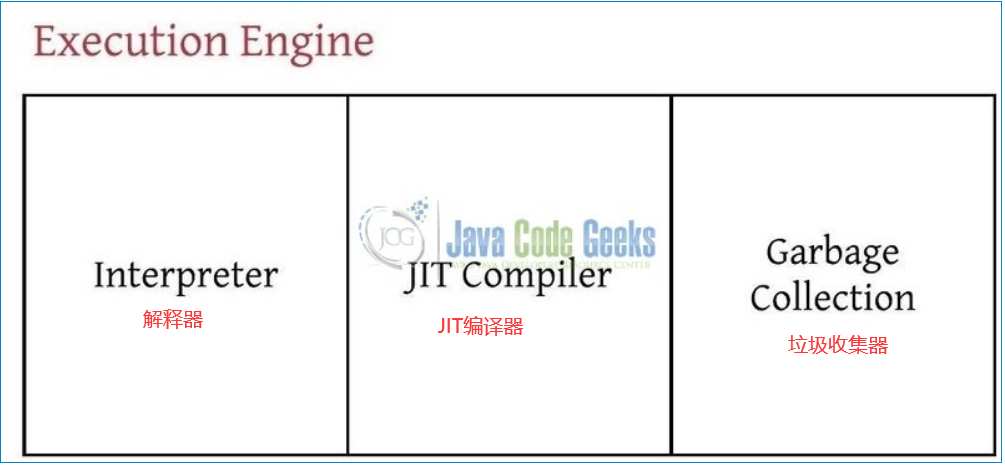 Execution Engine
JCG
Java Code Geeks
Interpreter
解释器
JIT Compiler
JIT编译器
Garbage
Collection
垃圾收集器